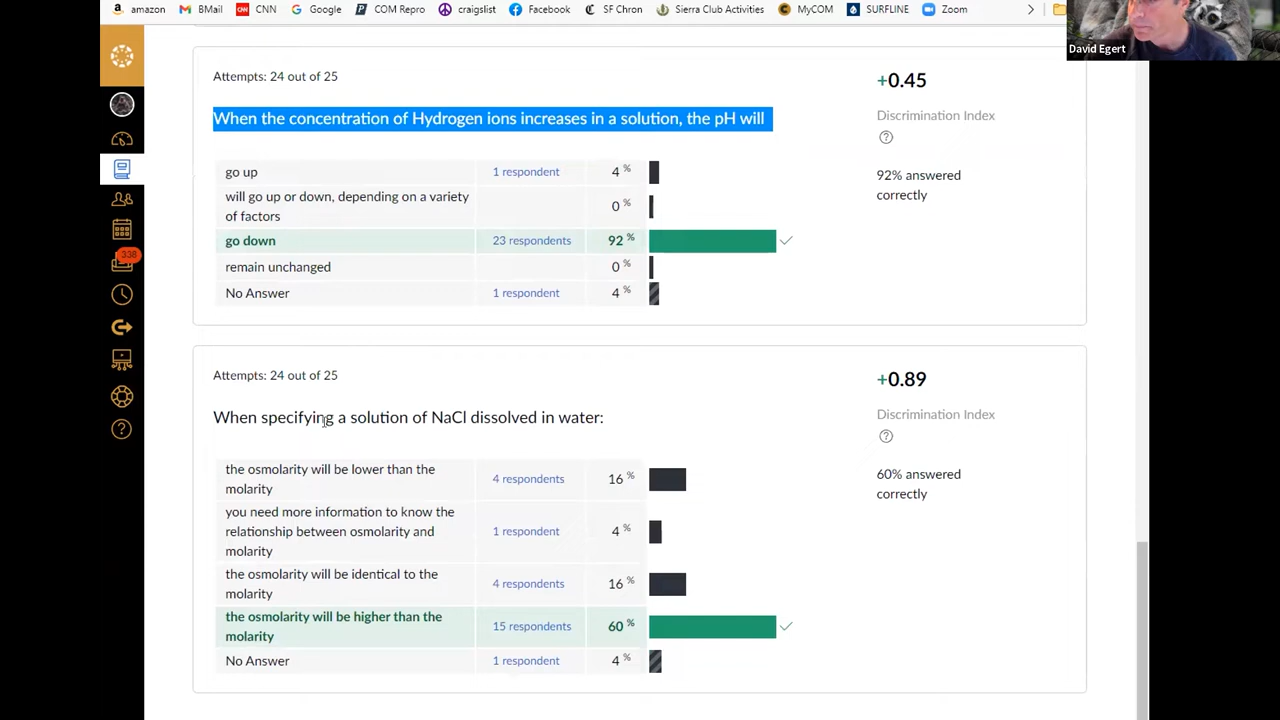 amazon BMail CNN Google COM Repro craigslist Facebook SF Chron Sierra Club Activities MyCOM SURFLINE Zoom
David Egert
Attempts: 24 out of 25
+0.45
When the concentration of Hydrogen ions increases in a solution, the pH will
Discrimination Index
?
go up 1 respondent 4 %
92% answered
correctly
will go up or down, depending on a variety
of factors
0 %
go down 23 respondents 92 %
remain unchanged 0 %
No Answer 1 respondent 4 %
338
Attempts: 24 out of 25
+0.89
When specifying a solution of NaCl dissolved in water:
Discrimination Index
?
the osmolarity will be lower than the
molarity
4 respondents 16 %
60% answered
correctly
you need more information to know the
relationship between osmolarity and
molarity
1 respondent 4 %
the osmolarity will be identical to the
molarity
4 respondents 16 %
the osmolarity will be higher than the
molarity
15 respondents 60 %
No Answer 1 respondent 4 %